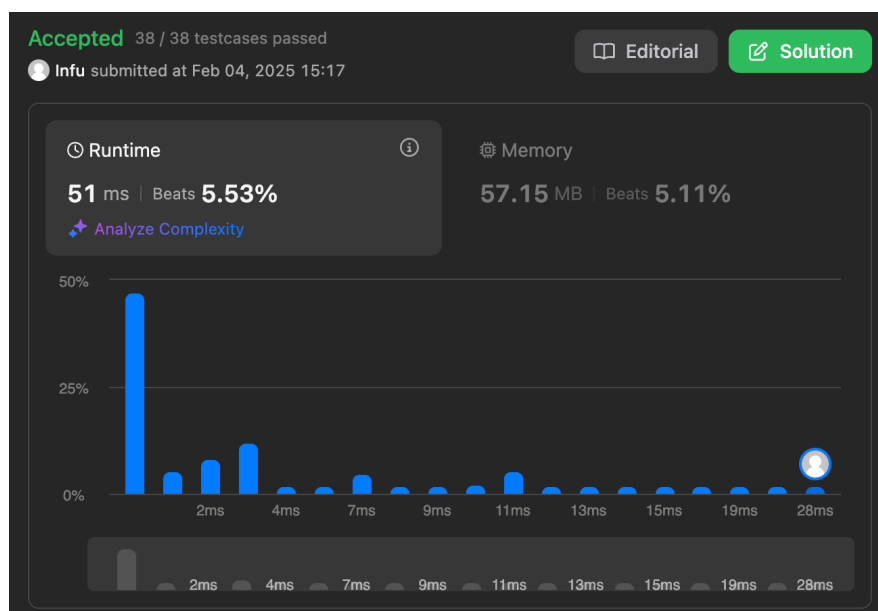 Accepted 38 / 38 testcases passed
Editorial
Solution
Infu submitted at Feb 04, 2025 15:17
Runtime
51 ms | Beats 5.53%
Analyze Complexity
Memory
57.15 MB | Beats 5.11%
50%
25%
0%
2ms 4ms 7ms 9ms 11ms 13ms 15ms 19ms 28ms
2ms 4ms 7ms 9ms 11ms 13ms 15ms 19ms 28ms